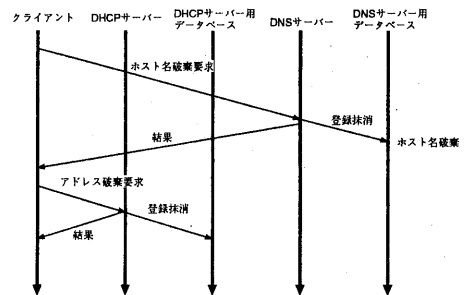 クライアント
DHCPサーバー
DHCPサーバー用
データベース
DNSサーバー
DNSサーバー用
データベース
ホスト名破棄要求
登録抹消
結果
ホスト名破棄
アドレス破棄要求
登録抹消
結果